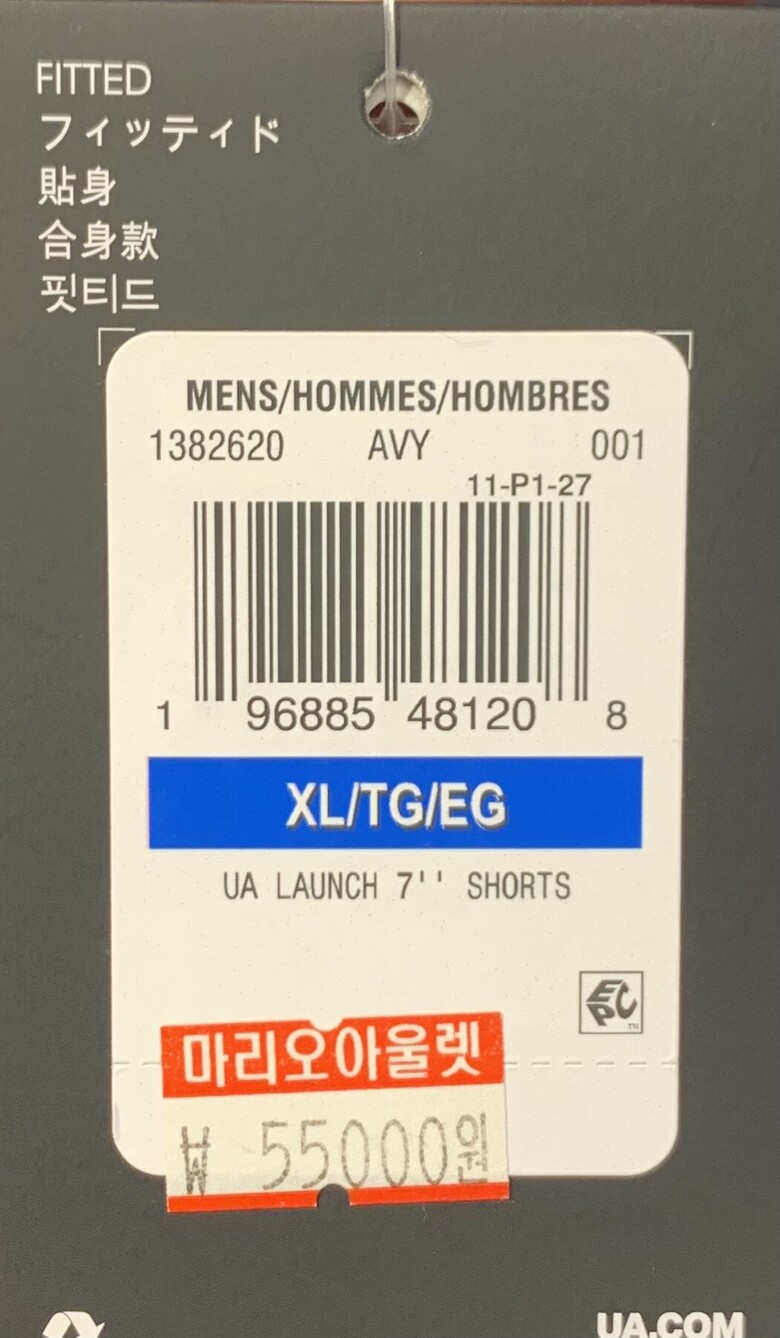 FITTED
フィッティド
貼身
合身款
핏티드
MENS/HOMMES/HOMBRES
1382620 AVY 001
11-P1-27
1 96885 48120 8
XL/TG/EG
UA LAUNCH 7'' SHORTS
EPC TM
마리오아울렛
₩ 55000원
UA.COM